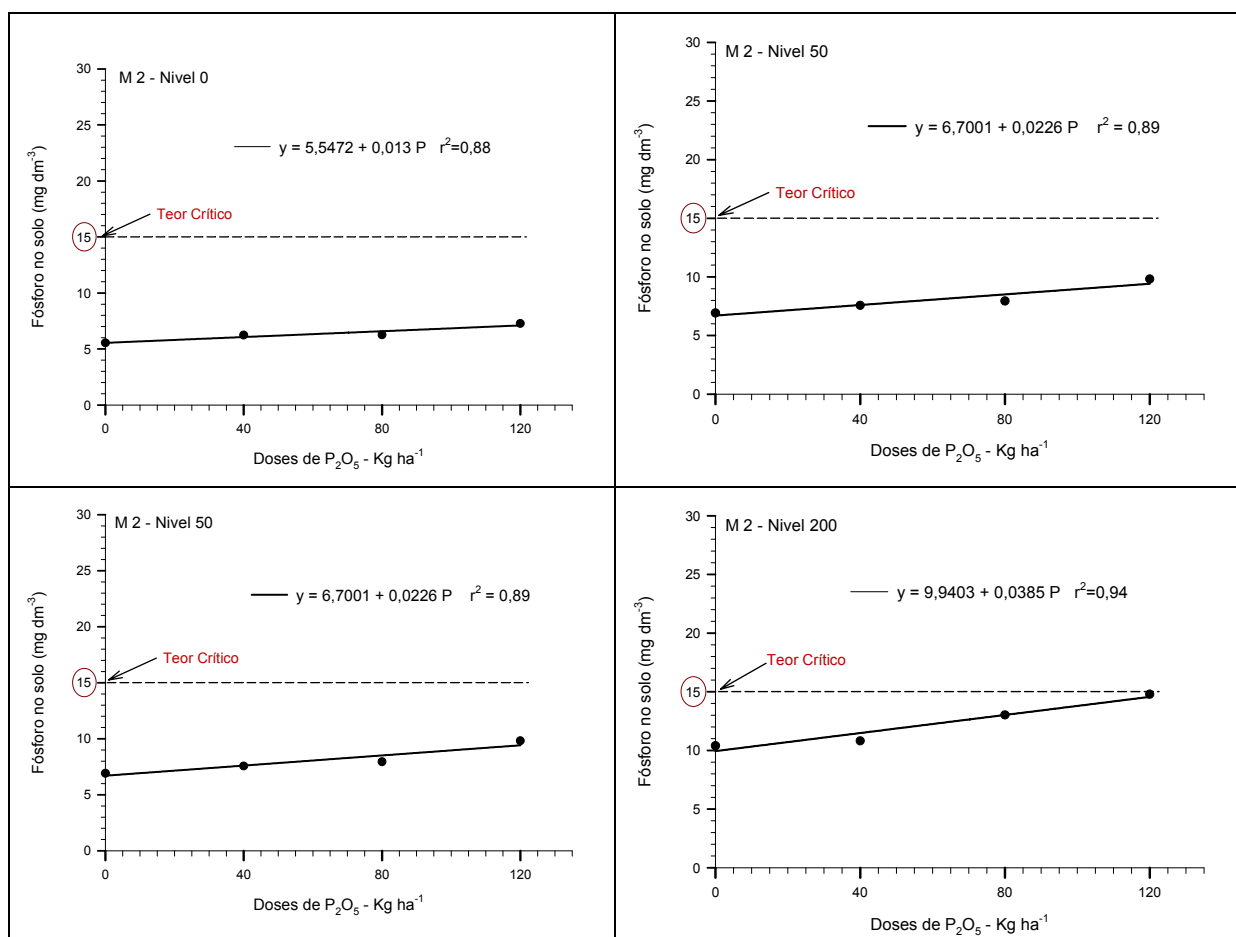 M 2 - Nivel 0
y = 5,5472 + 0,013 P r²=0,88
Teor Crítico
Fósforo no solo (mg dm⁻³)
30
25
20
15
10
5
0
0 40 80 120
Doses de P₂O₅ - Kg ha⁻¹
M 2 - Nivel 50
y = 6,7001 + 0,0226 P r² = 0,89
Teor Crítico
Fósforo no solo (mg dm⁻³)
30
25
20
15
10
5
0
0 40 80 120
Doses de P₂O₅ - Kg ha⁻¹
M 2 - Nivel 50
y = 6,7001 + 0,0226 P r² = 0,89
Teor Crítico
Fósforo no solo (mg dm⁻³)
30
25
20
15
10
5
0
0 40 80 120
Doses de P₂O₅ - Kg ha⁻¹
M 2 - Nivel 200
y = 9,9403 + 0,0385 P r²=0,94
Teor Crítico
Fósforo no solo (mg dm⁻³)
30
25
20
15
10
5
0
0 40 80 120
Doses de P₂O₅ - Kg ha⁻¹